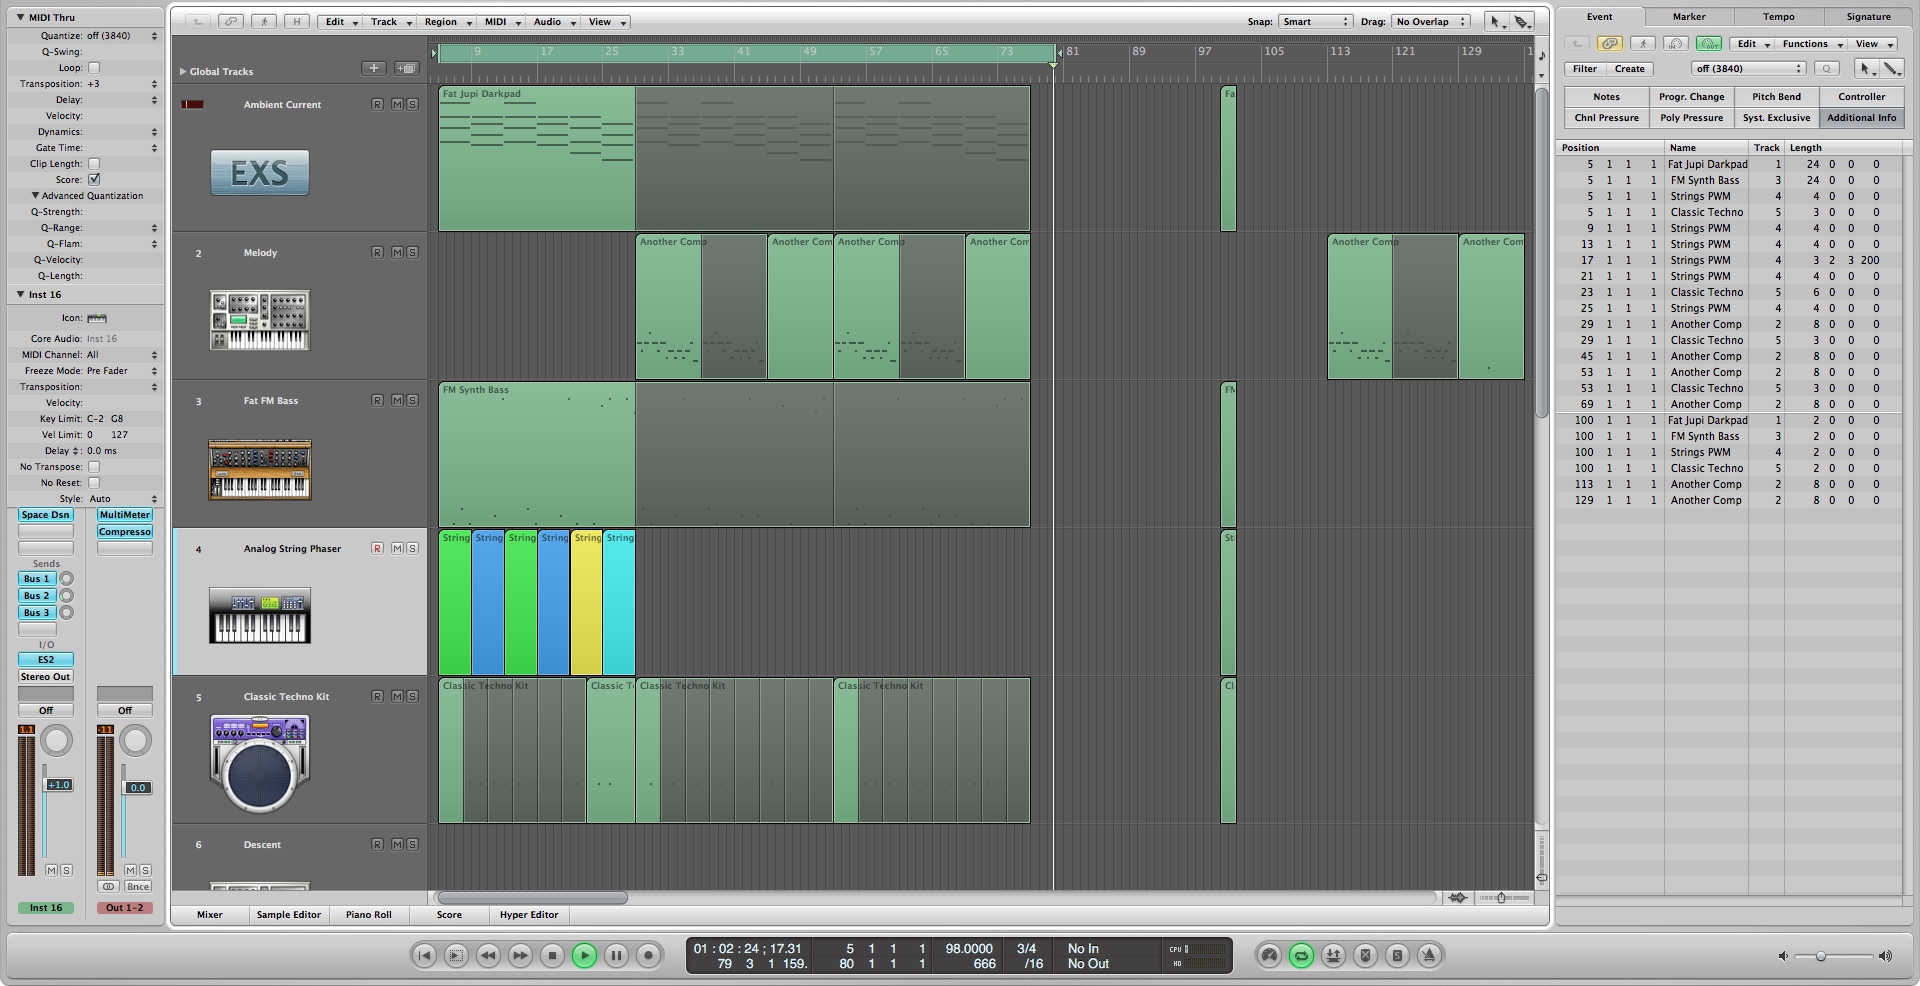 MIDI Thru
Quantize: off (3840)
Q-Swing:
Loop:
Transposition: +3
Delay:
Velocity:
Dynamics:
Gate Time:
Clip Length:
Score:
Advanced Quantization
Q-Strength:
Q-Range:
Q-Flam:
Q-Velocity:
Q-Length:
Inst 16
Icon:
Core Audio: Inst 16
MIDI Channel: All
Freeze Mode: Pre Fader
Transposition:
Velocity:
Key Limit: C-2 G8
Vel Limit: 0 127
Delay : 0.0 ms
No Transpose:
No Reset:
Style: Auto
Space Dsn MultiMeter
Compresso
Sends
Bus 1
Bus 2
Bus 3
I/O
ES2
Stereo Out
Off Off
1.1 -11
+1.0 0.0
M S M S
Bnce
Inst 16 Out 1-2
H Edit Track Region MIDI Audio View Snap: Smart Drag: No Overlap
9 17 25 33 41 49 57 65 73 81 89 97 105 113 121 129 1
Global Tracks
Ambient Current R M S
EXS
Fat Jupi Darkpad Fa
2 Melody R M S
Another Comp Another Com Another Comp Another Com Another Comp Another Com
3 Fat FM Bass R M S
FM Synth Bass FM
4 Analog String Phaser R M S
String String String String String String St
5 Classic Techno Kit R M S
Classic Techno Kit Classic T Classic Techno Kit Classic Techno Kit Cl
6 Descent R M S
Mixer Sample Editor Piano Roll Score Hyper Editor
Event Marker Tempo Signature
IN OUT Edit Functions View
Filter Create off (3840) Q
Notes Progr. Change Pitch Bend Controller
Chnl Pressure Poly Pressure Syst. Exclusive Additional Info
Position Name Track Length
5 1 1 1 Fat Jupi Darkpad 1 24 0 0 0
5 1 1 1 FM Synth Bass 3 24 0 0 0
5 1 1 1 Strings PWM 4 4 0 0 0
5 1 1 1 Classic Techno 5 3 0 0 0
9 1 1 1 Strings PWM 4 4 0 0 0
13 1 1 1 Strings PWM 4 4 0 0 0
17 1 1 1 Strings PWM 4 3 2 3 200
21 1 1 1 Strings PWM 4 4 0 0 0
23 1 1 1 Classic Techno 5 6 0 0 0
25 1 1 1 Strings PWM 4 4 0 0 0
29 1 1 1 Another Comp 2 8 0 0 0
29 1 1 1 Classic Techno 5 3 0 0 0
45 1 1 1 Another Comp 2 8 0 0 0
53 1 1 1 Another Comp 2 8 0 0 0
53 1 1 1 Classic Techno 5 3 0 0 0
69 1 1 1 Another Comp 2 8 0 0 0
100 1 1 1 Fat Jupi Darkpad 1 2 0 0 0
100 1 1 1 FM Synth Bass 3 2 0 0 0
100 1 1 1 Strings PWM 4 2 0 0 0
100 1 1 1 Classic Techno 5 2 0 0 0
113 1 1 1 Another Comp 2 8 0 0 0
129 1 1 1 Another Comp 2 8 0 0 0
01 : 02 : 24 ; 17.31 5 1 1 1 98.0000 3/4 No In CPU
79 3 1 159. 80 1 1 1 666 /16 No Out HD
S